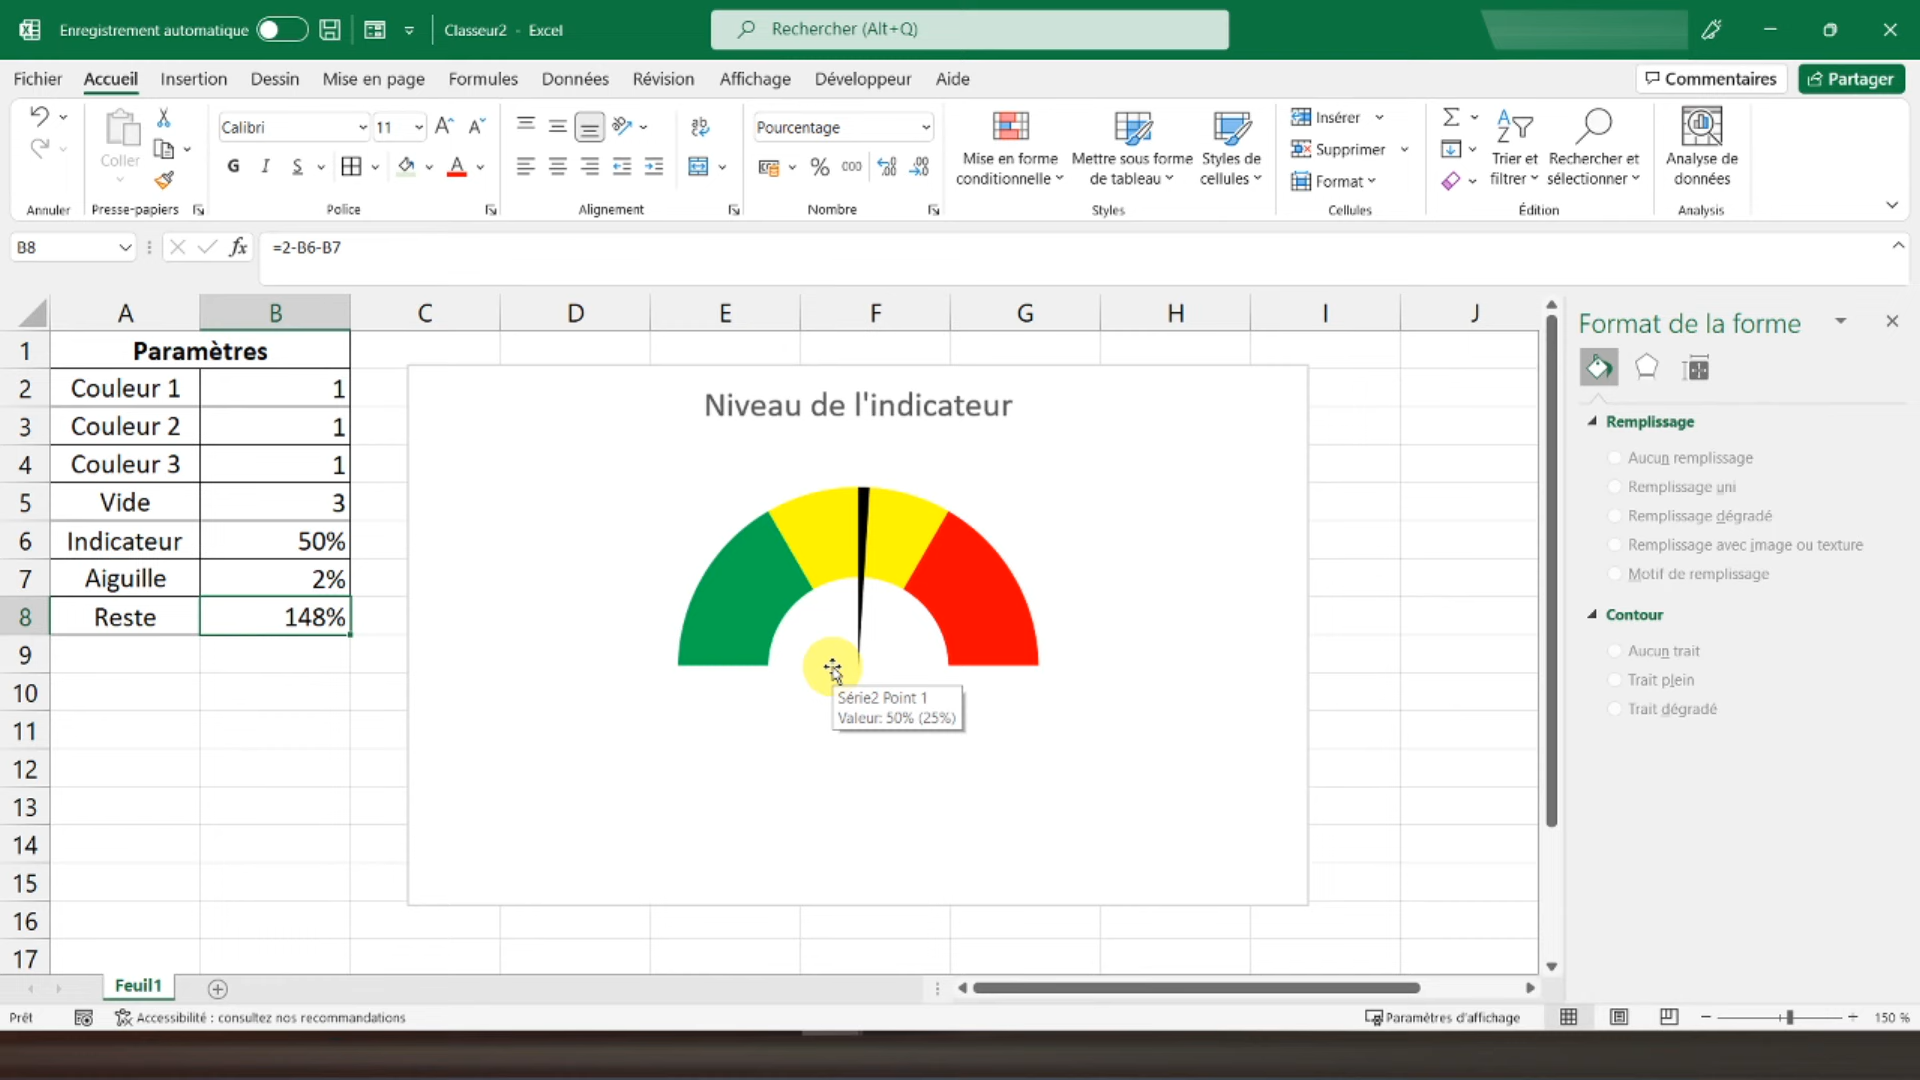 Enregistrement automatique
Classeur2 - Excel
Rechercher (Alt+Q)
Fichier Accueil Insertion Dessin Mise en page Formules Données Révision Affichage Développeur Aide
Commentaires
Partager
Coller
Calibri 11
G I S
Pourcentage
% 000
Mise en forme conditionnelle
Mettre sous forme de tableau
Styles de cellules
Insérer
Supprimer
Format
Trier et filtrer
Rechercher et sélectionner
Analyse de données
Annuler Presse-papiers Police Alignement Nombre Styles Cellules Édition Analysis
B8 fx =2-B6-B7
A B C D E F G H I J
1 Paramètres
2 Couleur 1 1
3 Couleur 2 1
4 Couleur 3 1
5 Vide 3
6 Indicateur 50%
7 Aiguille 2%
8 Reste 148%
9
10
11
12
13
14
15
16
17
Niveau de l'indicateur
Série2 Point 1
Valeur: 50% (25%)
Format de la forme
Remplissage
Aucun remplissage
Remplissage uni
Remplissage dégradé
Remplissage avec image ou texture
Motif de remplissage
Contour
Aucun trait
Trait plein
Trait dégradé
Feuil1
Prêt
Accessibilité : consultez nos recommandations
Paramètres d'affichage
150 %